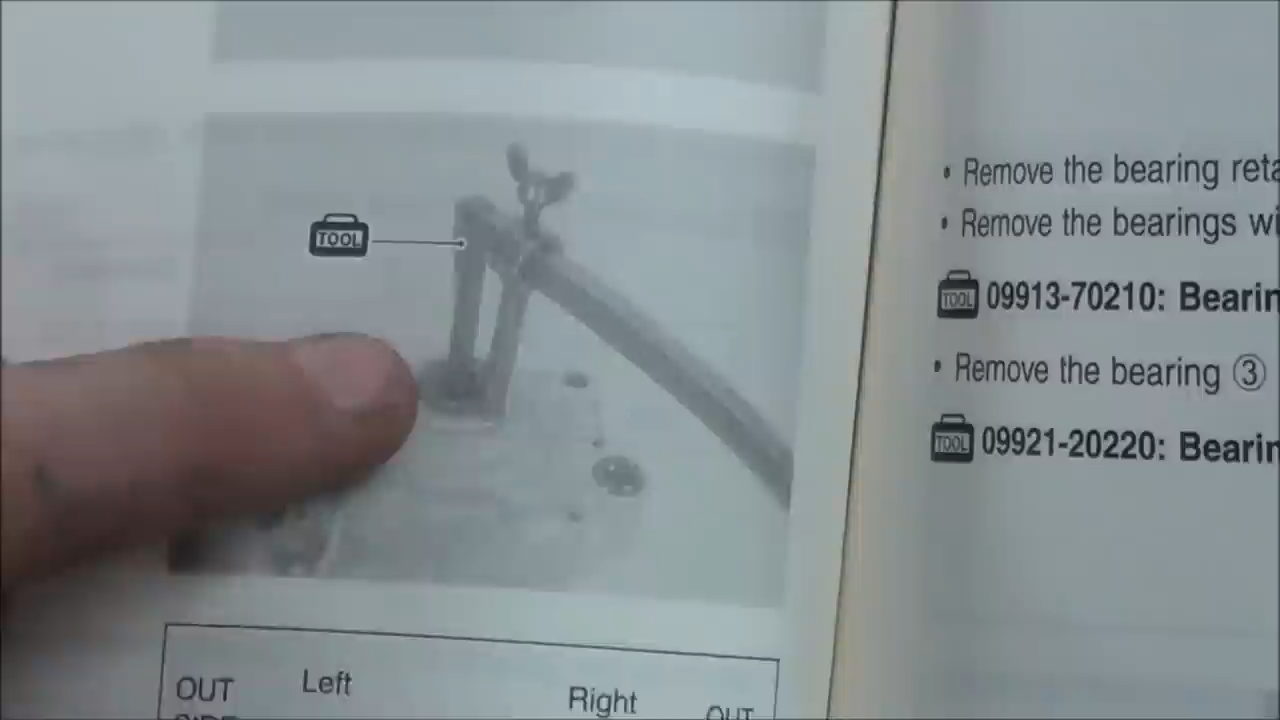 TOOL
OUT Left
Right OUT
SIDE
• Remove the bearing reta
• Remove the bearings wi
TOOL 09913-70210: Bearin
• Remove the bearing ③
TOOL 09921-20220: Bearin